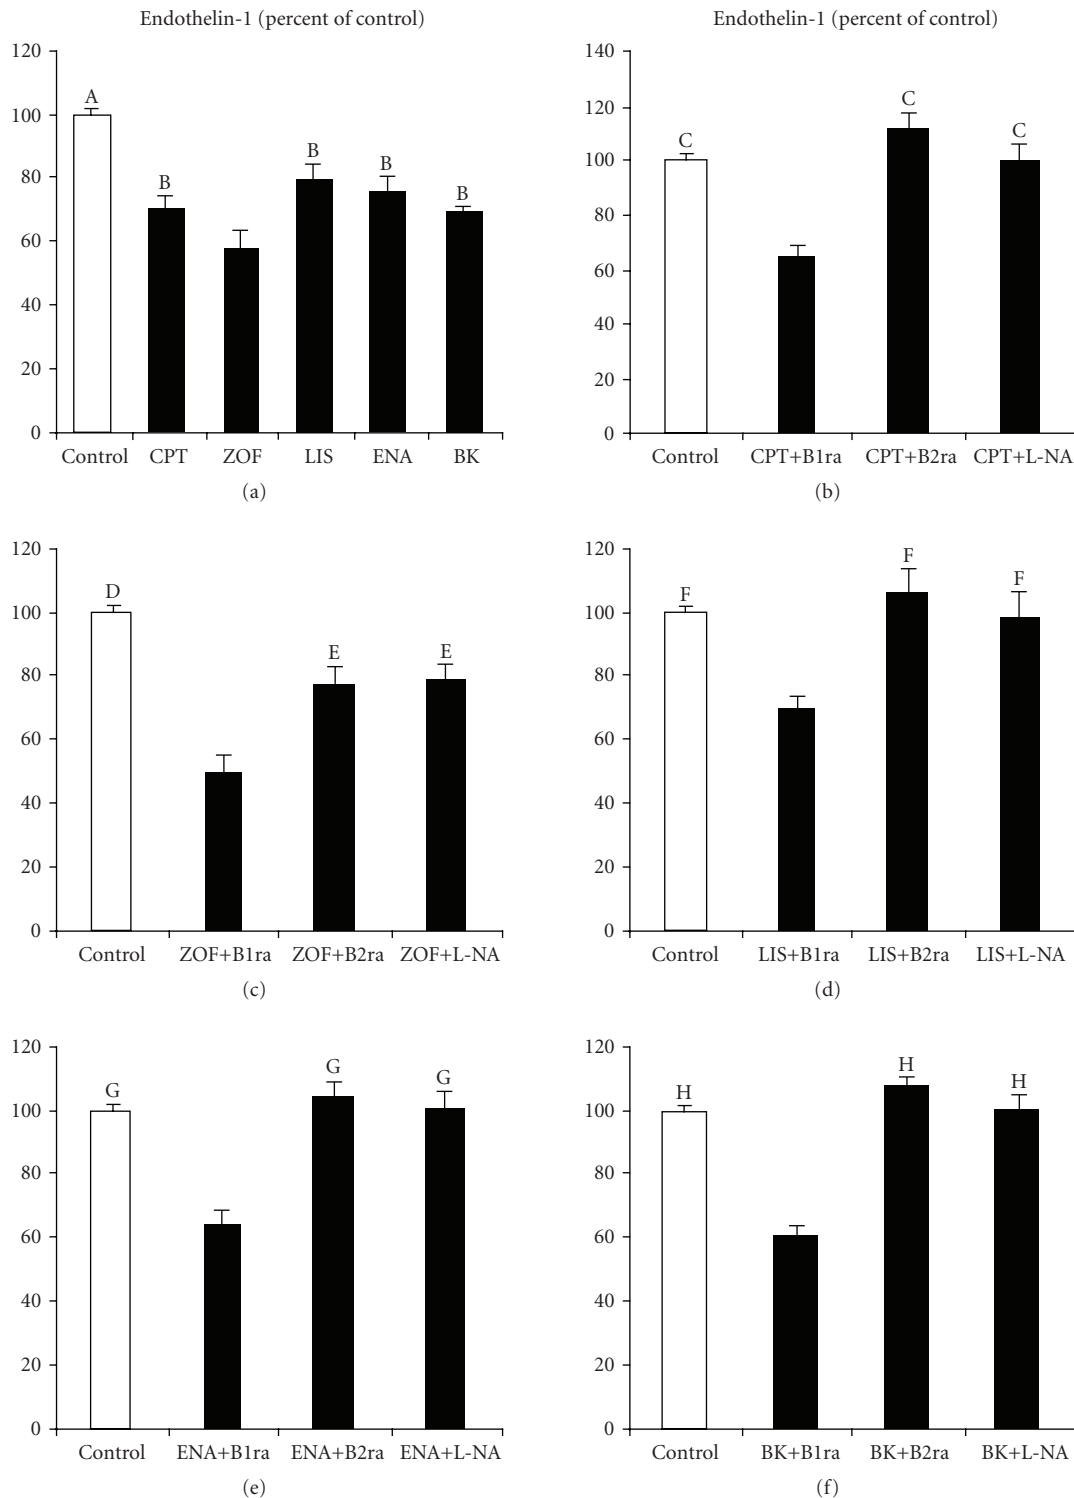 Endothelin-1 (percent of control)
120
100
80
60
40
20
0
A
B
B
B
B
Control CPT ZOF LIS ENA BK
(a)
Endothelin-1 (percent of control)
140
120
100
80
60
40
20
0
C
C
C
Control CPT+B1ra CPT+B2ra CPT+L-NA
(b)
120
100
80
60
40
20
0
D
E
E
Control ZOF+B1ra ZOF+B2ra ZOF+L-NA
(c)
120
100
80
60
40
20
0
F
F
F
Control LIS+B1ra LIS+B2ra LIS+L-NA
(d)
120
100
80
60
40
20
0
G
G
G
Control ENA+B1ra ENA+B2ra ENA+L-NA
(e)
120
100
80
60
40
20
0
H
H
H
Control BK+B1ra BK+B2ra BK+L-NA
(f)